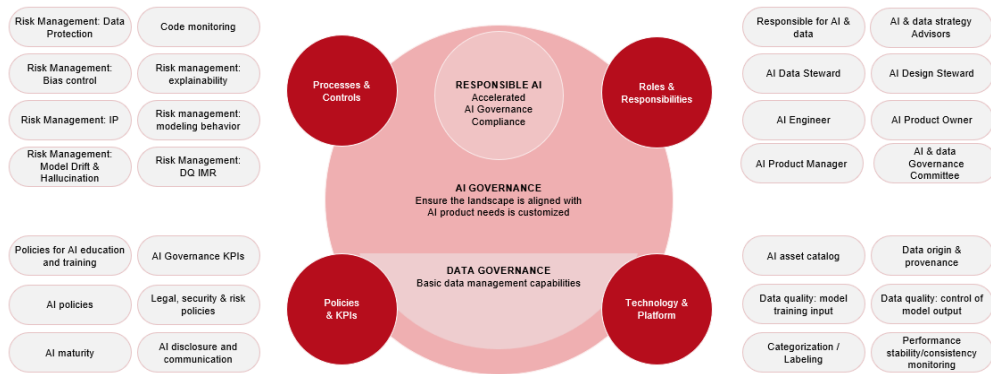 Risk Management: Data
Protection
Code monitoring
Risk Management:
Bias control
Risk management:
explainability
Risk Management: IP
Risk management:
modeling behavior
Risk Management:
Model Drift &
Hallucination
Risk Management:
DQ IMR
Processes &
Controls
RESPONSIBLE AI
Accelerated
AI Governance
Compliance
Roles &
Responsibilities
Responsible for AI &
data
AI & data strategy
Advisors
AI Data Steward
AI Design Steward
AI Engineer
AI Product Owner
AI Product Manager
AI & data
Governance
Committee
AI GOVERNANCE
Ensure the landscape is aligned with
AI product needs is customized
Policies for AI education
and training
AI Governance KPIs
AI policies
Legal, security & risk
policies
AI maturity
AI disclosure and
communication
Policies
& KPIs
DATA GOVERNANCE
Basic data management capabilities
Technology &
Platform
AI asset catalog
Data origin &
provenance
Data quality: model
training input
Data quality: control of
model output
Categorization /
Labeling
Performance
stability/consistency
monitoring